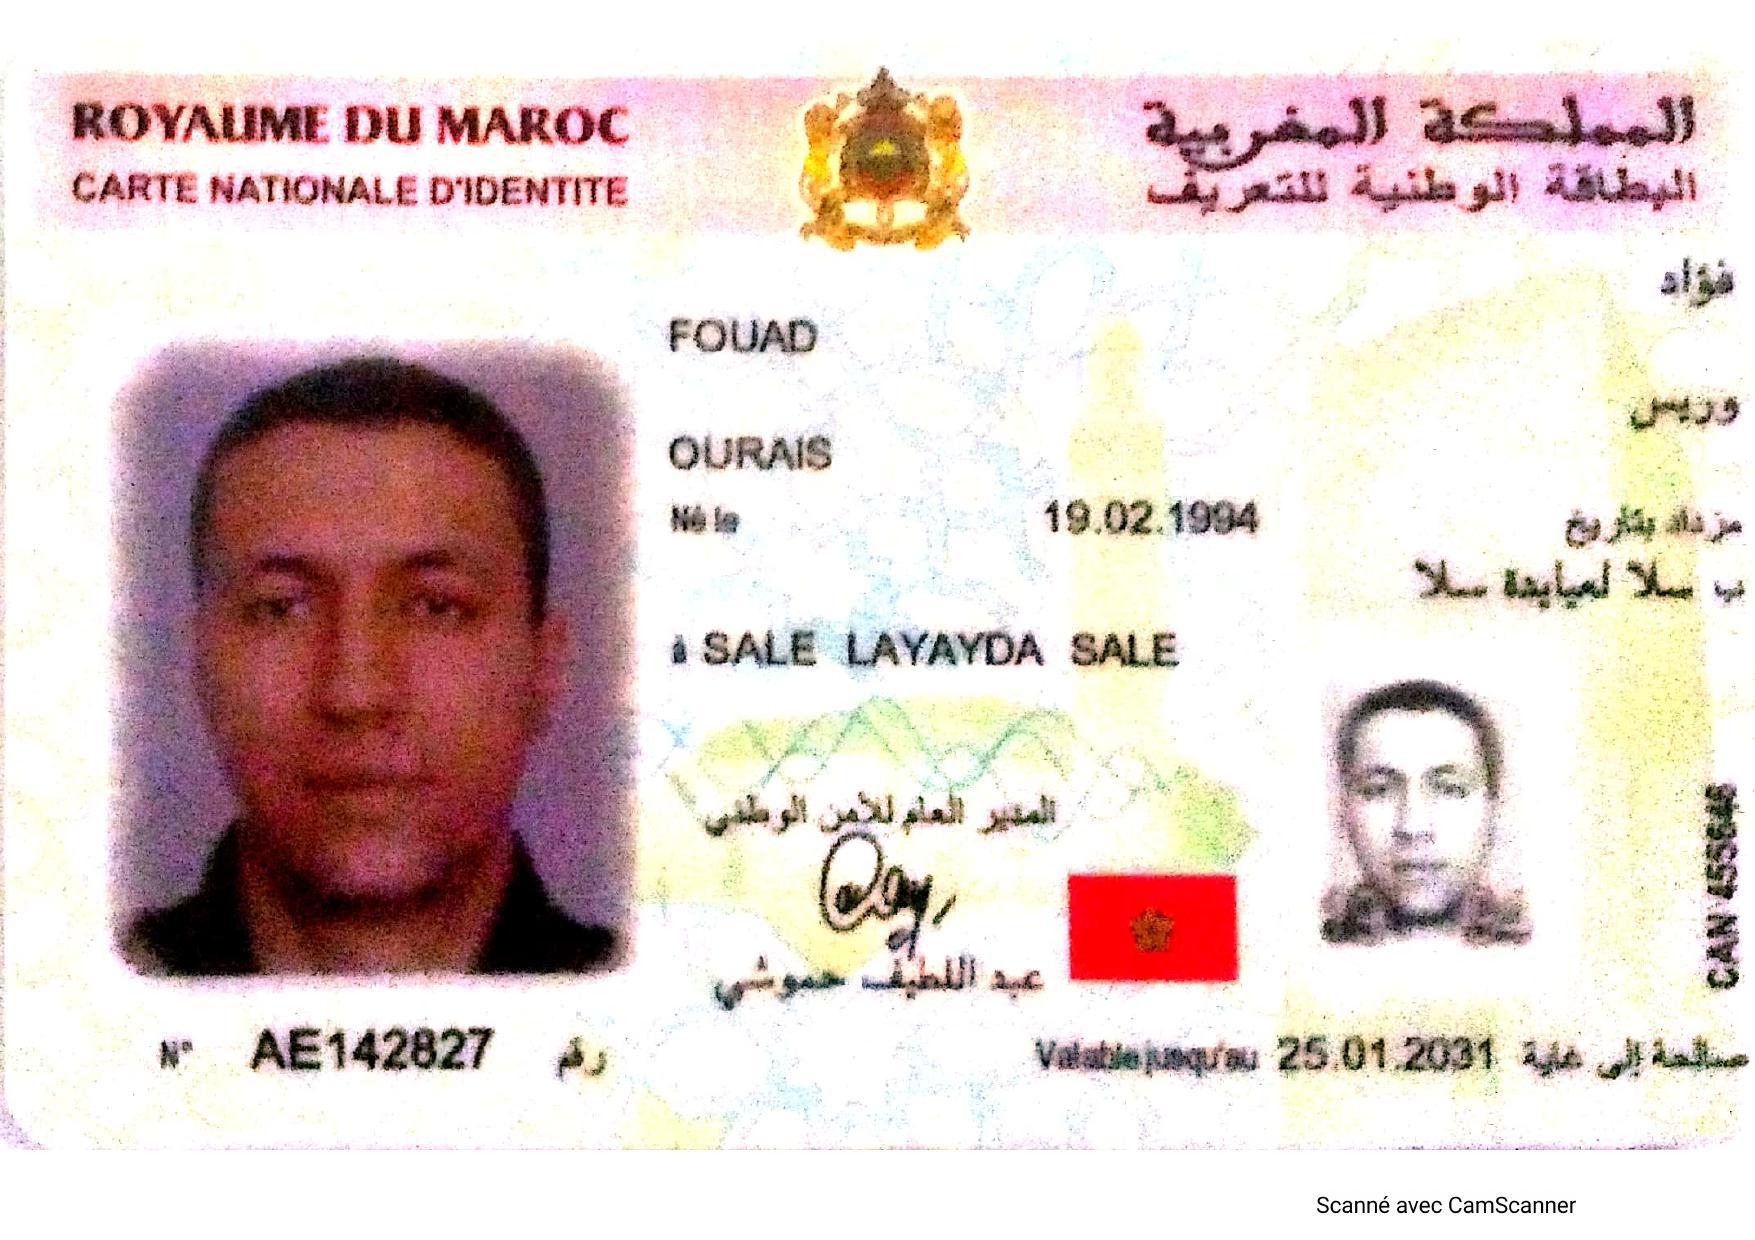 ROYAUME DU MAROC
المملكة المغربية
CARTE NATIONALE D'IDENTITE
البطاقة الوطنية للتعريف
فؤاد
FOUAD
وريس
OURAIS
Né le 19.02.1994 مزداد بتاريخ
ب سلا لعيايدة سلا
à SALE LAYAYDA SALE
المدير العام للأمن الوطني
عبد اللطيف حموشي
N° AE142827 رقم
Valable jusqu'au 25.01.2031 صالحة إلى غاية
CAN
Scanné avec CamScanner